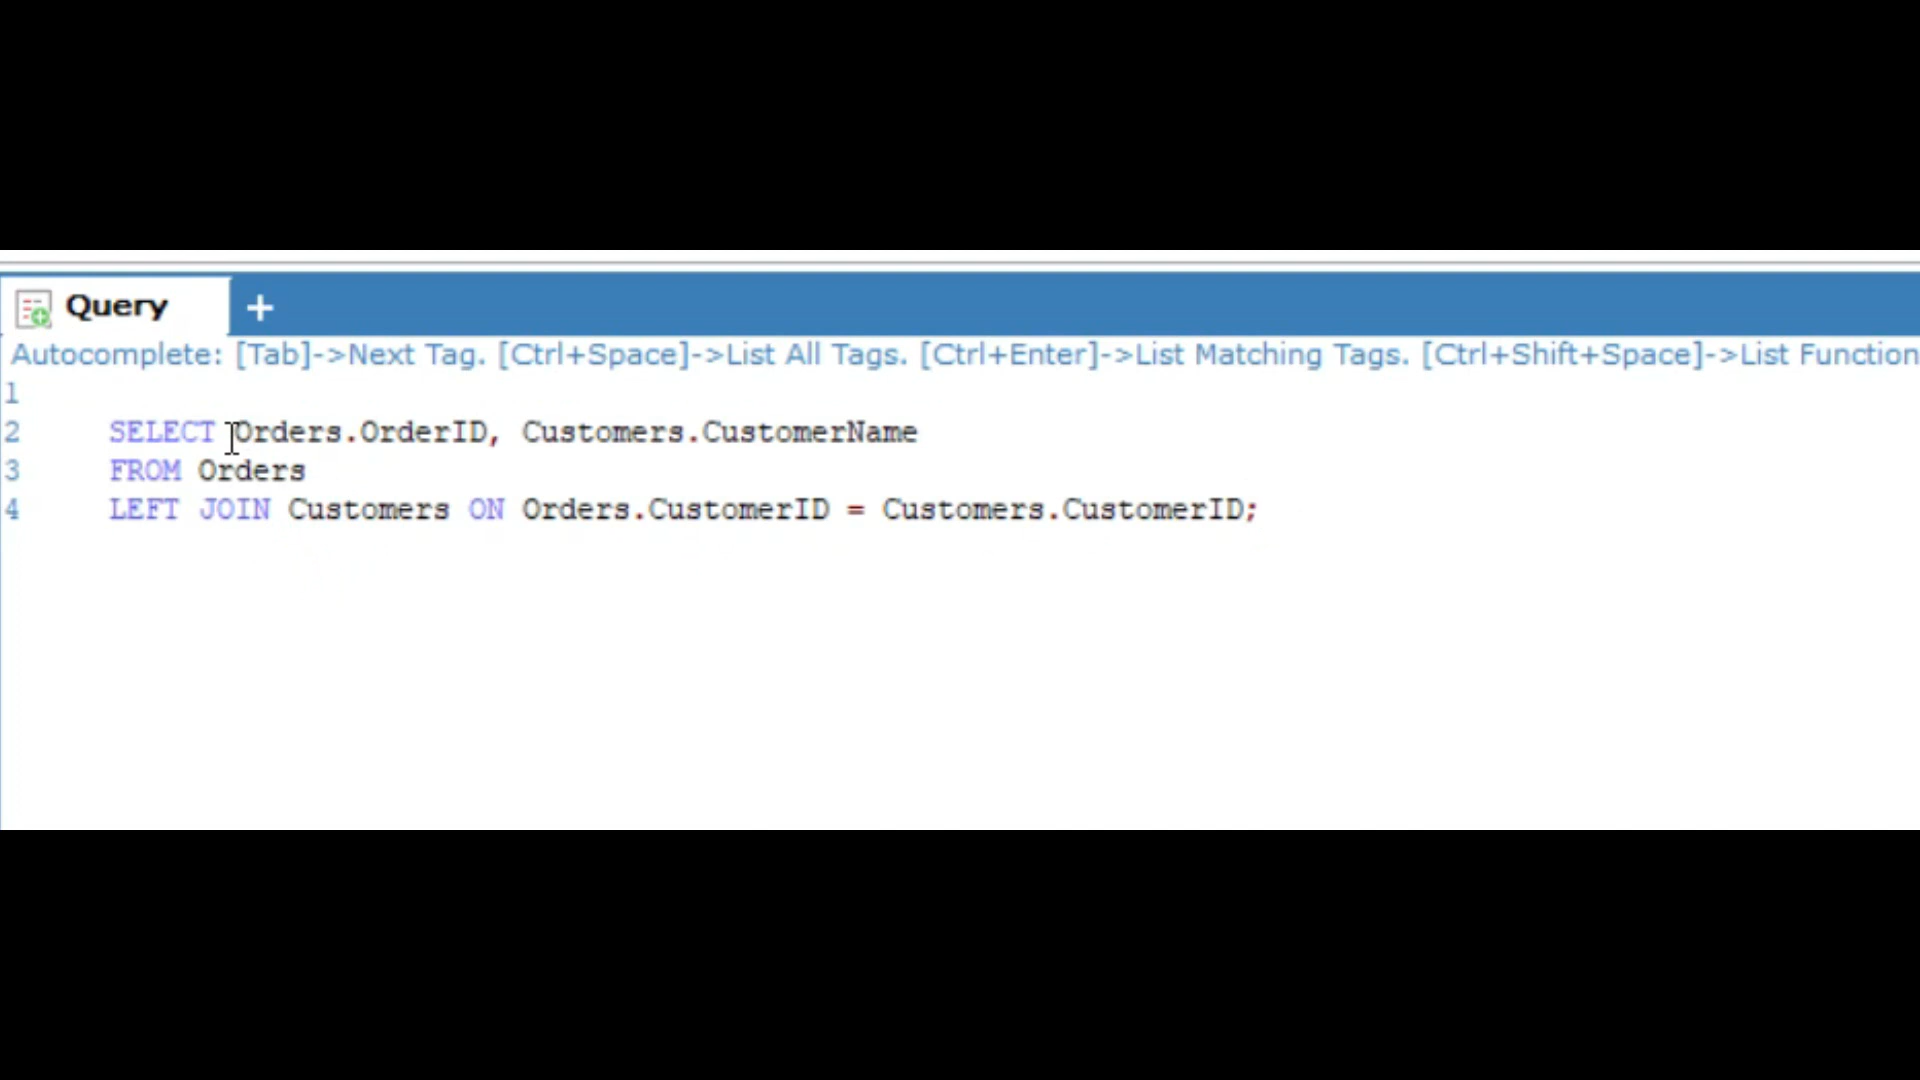 Query +
Autocomplete: [Tab]->Next Tag. [Ctrl+Space]->List All Tags. [Ctrl+Enter]->List Matching Tags. [Ctrl+Shift+Space]->List Function
1
2 SELECT Orders.OrderID, Customers.CustomerName
3 FROM Orders
4 LEFT JOIN Customers ON Orders.CustomerID = Customers.CustomerID;